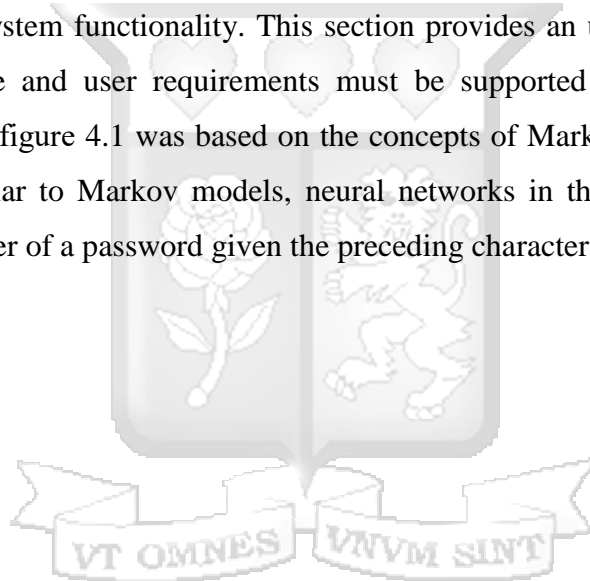 ystem functionality. This section provides an u
e and user requirements must be supported
figure 4.1 was based on the concepts of Mark
lar to Markov models, neural networks in th
er of a password given the preceding character
VT OMNES VNVM SINT